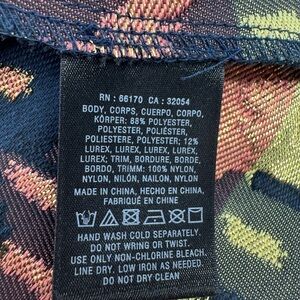 RN : 66170 CA : 32054
BODY, CORPS, CUERPO, CORPO,
KÖRPER: 88% POLYESTER,
POLYESTER, POLIÉSTER,
POLIESTERE, POLYESTER; 12%
LUREX, LUREX, LUREX, LUREX,
LUREX; TRIM, BORDURE, BORDE,
BORDO, TRIMM: 100% NYLON,
NYLON, NILÓN, NAILON, NYLON
MADE IN CHINA, HECHO EN CHINA,
FABRIQUÉ EN CHINE
HAND WASH COLD SEPARATELY.
DO NOT WRING OR TWIST.
USE ONLY NON-CHLORINE BLEACH.
LINE DRY. LOW IRON AS NEEDED.
DO NOT DRY CLEAN.